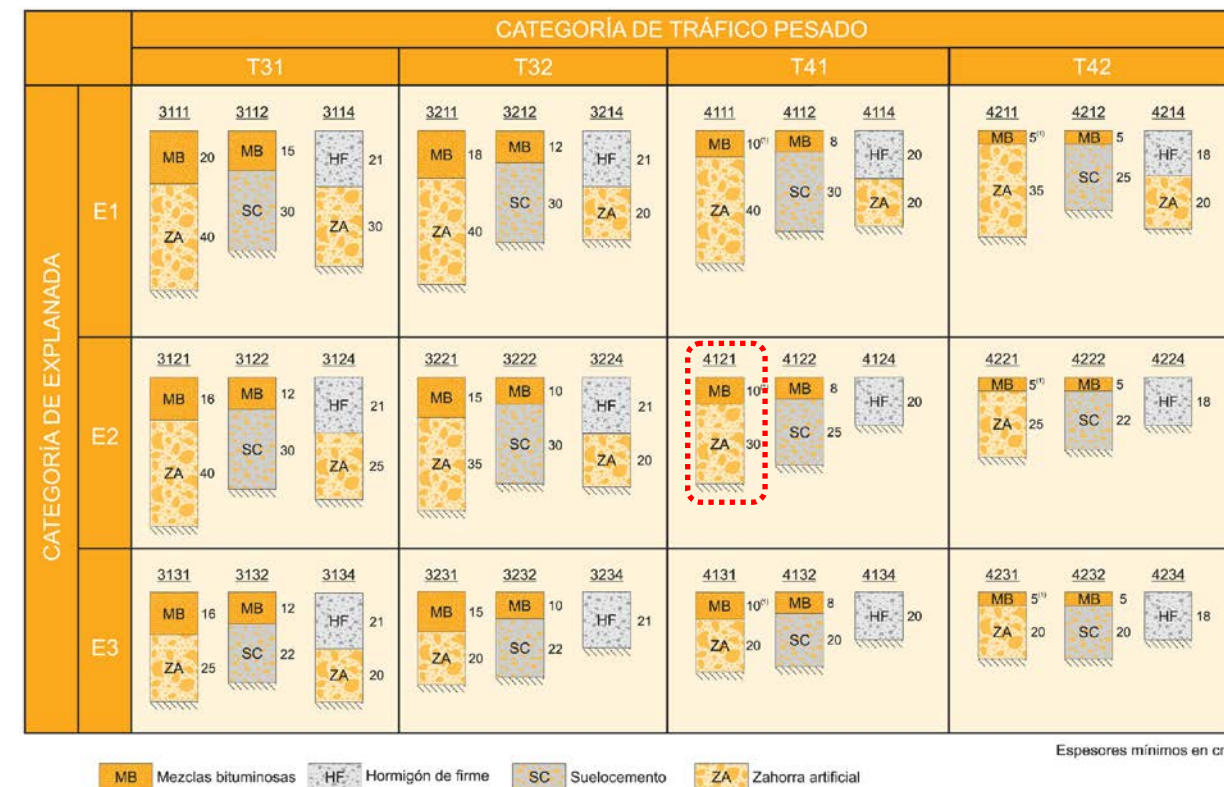 CATEGORÍA DE TRÁFICO PESADO
T31 T32 T41 T42
CATEGORÍA DE EXPLANADA
E1
3111 3112 3114 3211 3212 3214 4111 4112 4114 4211 4212 4214
MB 20 MB 15 HF 21 MB 18 MB 12 HF 21 MB 10(1) MB 8 HF 20 MB 5(1) MB 5 HF 18
ZA 40 SC 30 ZA 30 ZA 40 SC 30 ZA 20 ZA 40 SC 30 ZA 20 ZA 35 SC 25 ZA 20
E2
3121 3122 3124 3221 3222 3224 4121 4122 4124 4221 4222 4224
MB 16 MB 12 HF 21 MB 15 MB 10 HF 21 MB 10(1) MB 8 HF 20 MB 5(1) MB 5 HF 18
ZA 40 SC 30 ZA 25 ZA 35 SC 30 ZA 20 ZA 30 SC 25 ZA 25 SC 22
E3
3131 3132 3134 3231 3232 3234 4131 4132 4134 4231 4232 4234
MB 16 MB 12 HF 21 MB 15 MB 10 HF 21 MB 10(1) MB 8 HF 20 MB 5(1) MB 5 HF 18
ZA 25 SC 22 ZA 20 ZA 20 SC 22 ZA 20 SC 20 ZA 20 SC 20
Espesores mínimos en
MB Mezclas bituminosas HF Hormigón de firme SC Suelocemento ZA Zahorra artificial